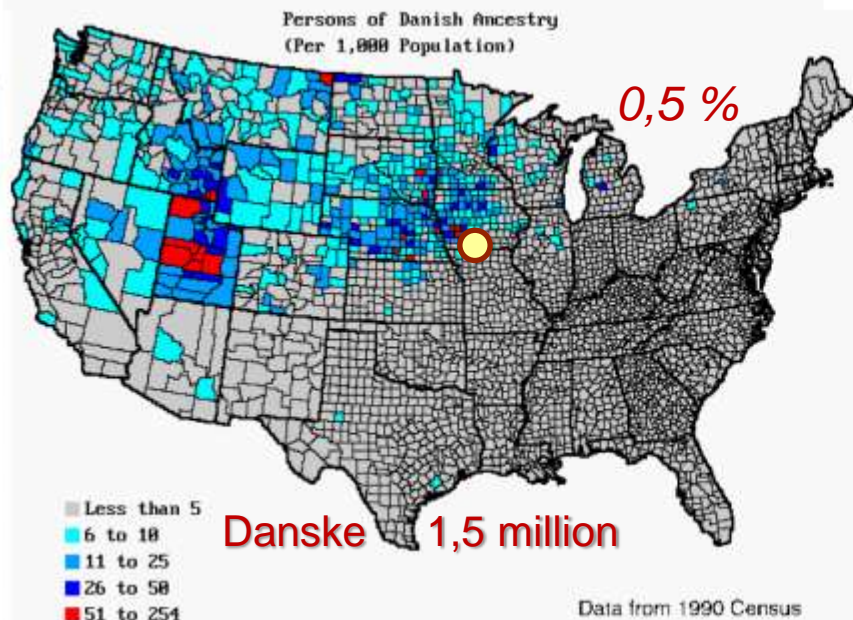 Persons of Danish Ancestry
(Per 1,000 Population)
0,5 %
Less than 5
6 to 10
11 to 25
26 to 50
51 to 254
Danske 1,5 million
Data from 1990 Census